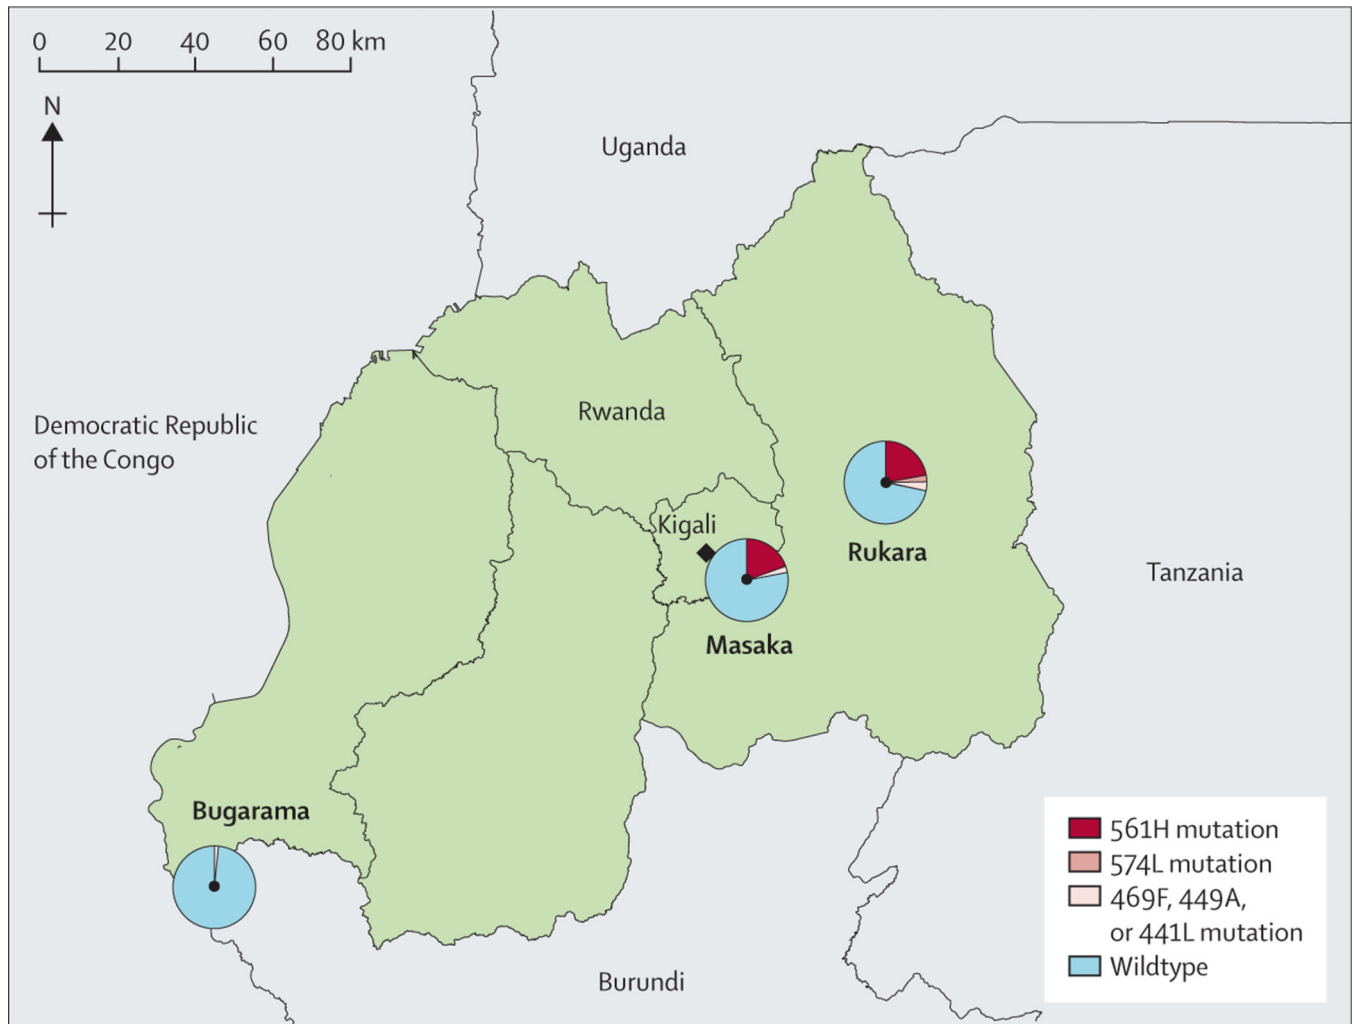 0 20 40 60 80 km
N
Uganda
Democratic Republic
of the Congo
Rwanda
Kigali
Rukara
Masaka
Tanzania
Bugarama
Burundi
561H mutation
574L mutation
469F, 449A,
or 441L mutation
Wildtype